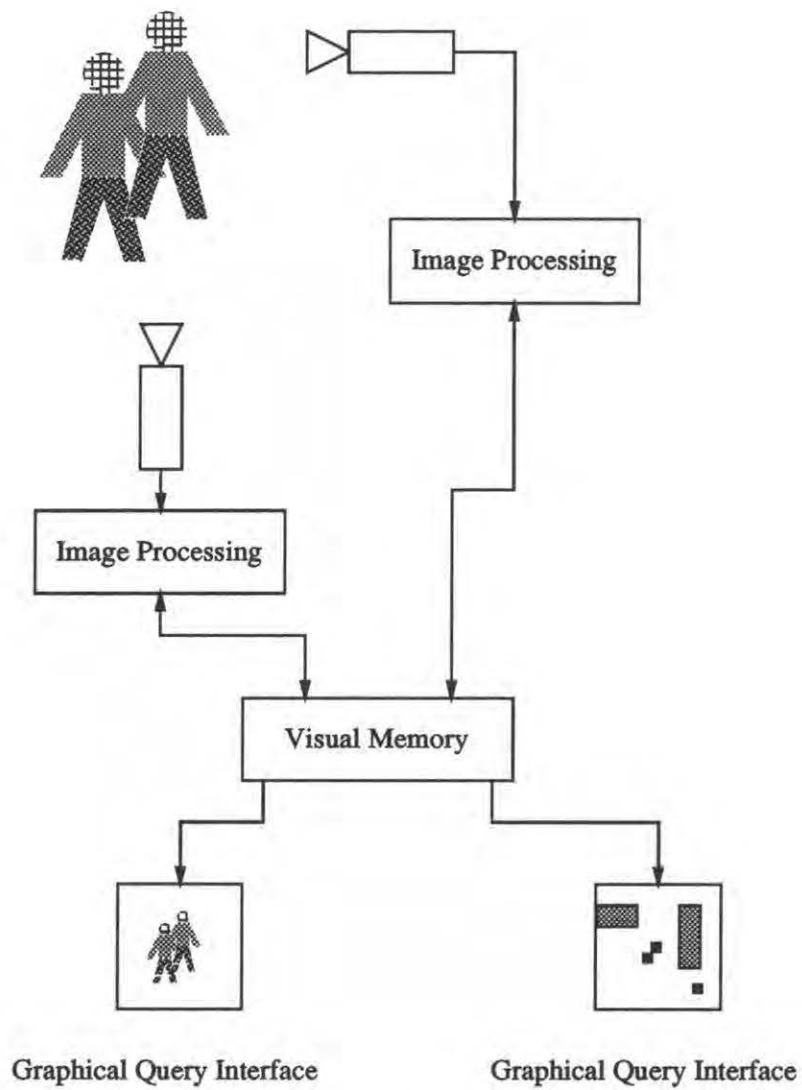 Image Processing
Image Processing
Visual Memory
Graphical Query Interface
Graphical Query Interface